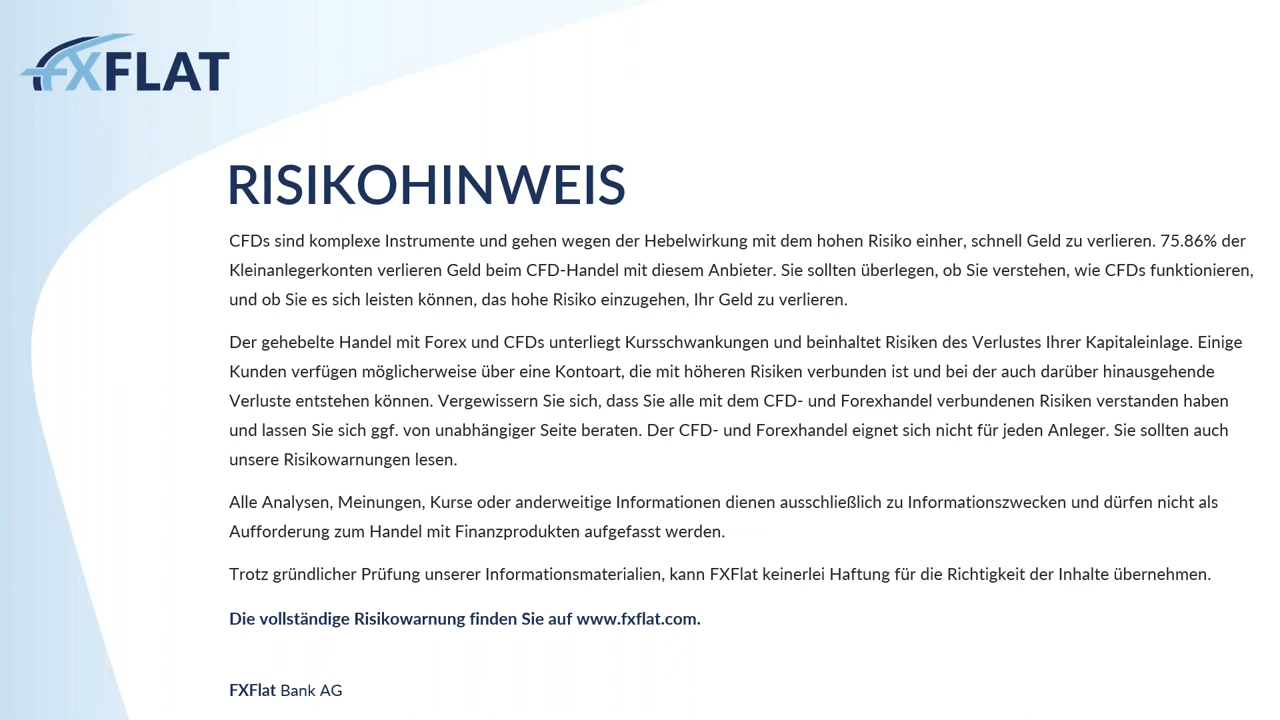 FXFLAT
RISIKOHINWEIS
CFDs sind komplexe Instrumente und gehen wegen der Hebelwirkung mit dem hohen Risiko einher, schnell Geld zu verlieren. 75.86% der
Kleinanlegerkonten verlieren Geld beim CFD-Handel mit diesem Anbieter. Sie sollten überlegen, ob Sie verstehen, wie CFDs funktionieren,
und ob Sie es sich leisten können, das hohe Risiko einzugehen, Ihr Geld zu verlieren.
Der gehebelte Handel mit Forex und CFDs unterliegt Kursschwankungen und beinhaltet Risiken des Verlustes Ihrer Kapitaleinlage. Einige
Kunden verfügen möglicherweise über eine Kontoart, die mit höheren Risiken verbunden ist und bei der auch darüber hinausgehende
Verluste entstehen können. Vergewissern Sie sich, dass Sie alle mit dem CFD- und Forexhandel verbundenen Risiken verstanden haben
und lassen Sie sich ggf. von unabhängiger Seite beraten. Der CFD- und Forexhandel eignet sich nicht für jeden Anleger. Sie sollten auch
unsere Risikowarnungen lesen.
Alle Analysen, Meinungen, Kurse oder anderweitige Informationen dienen ausschließlich zu Informationszwecken und dürfen nicht als
Aufforderung zum Handel mit Finanzprodukten aufgefasst werden.
Trotz gründlicher Prüfung unserer Informationsmaterialien, kann FXFlat keinerlei Haftung für die Richtigkeit der Inhalte übernehmen.
Die vollständige Risikowarnung finden Sie auf www.fxflat.com.
FXFlat Bank AG